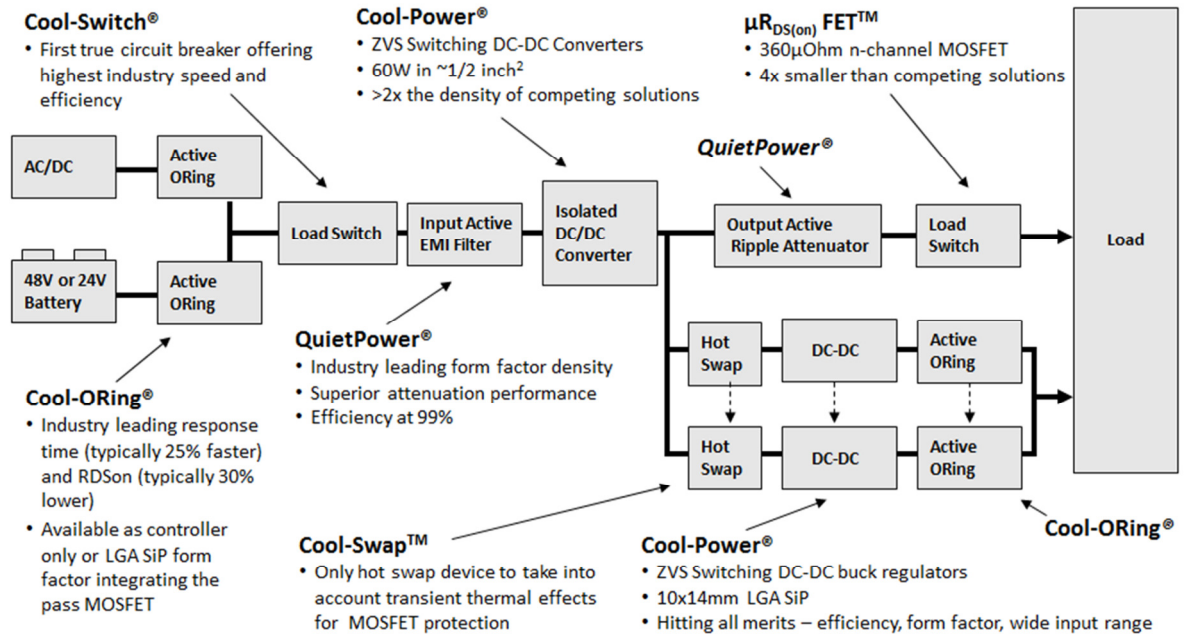 Cool-Switch®
• First true circuit breaker offering
highest industry speed and
efficiency
Cool-Power®
• ZVS Switching DC-DC Converters
• 60W in ~1/2 inch²
• >2x the density of competing solutions
µR_DS(on) FET™
• 360µOhm n-channel MOSFET
• 4x smaller than competing solutions
AC/DC
Active
ORing
48V or 24V
Battery
Active
ORing
Load Switch
Input Active
EMI Filter
Isolated
DC/DC
Converter
QuietPower®
Output Active
Ripple Attenuator
Load
Switch
Load
QuietPower®
• Industry leading form factor density
• Superior attenuation performance
• Efficiency at 99%
Hot
Swap
DC-DC
Active
ORing
Hot
Swap
DC-DC
Active
ORing
Cool-ORing®
• Industry leading response
time (typically 25% faster)
and RDSon (typically 30%
lower)
• Available as controller
only or LGA SiP form
factor integrating the
pass MOSFET
Cool-Swap™
• Only hot swap device to take into
account transient thermal effects
for MOSFET protection
Cool-Power®
• ZVS Switching DC-DC buck regulators
• 10x14mm LGA SiP
• Hitting all merits – efficiency, form factor, wide input range
Cool-ORing®